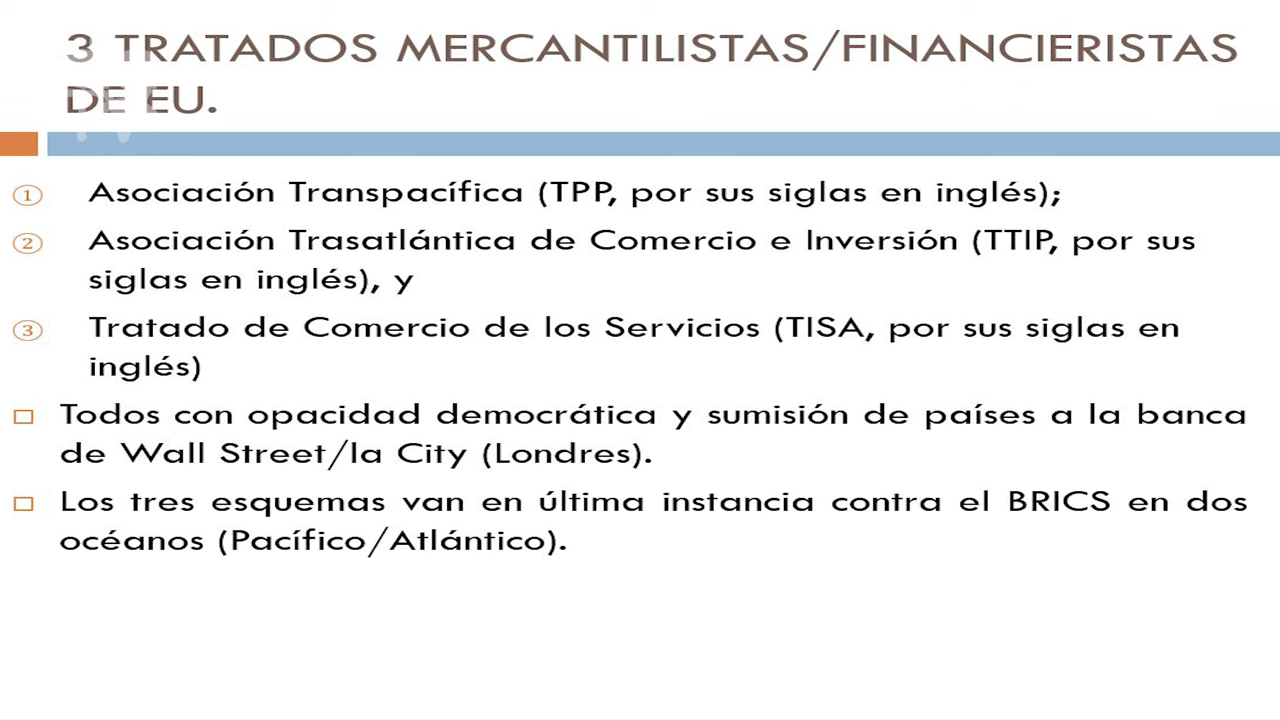 3 TRATADOS MERCANTILISTAS/FINANCIERISTAS
DE EU.
① Asociación Transpacífica (TPP, por sus siglas en inglés);
② Asociación Trasatlántica de Comercio e Inversión (TTIP, por sus
siglas en inglés), y
③ Tratado de Comercio de los Servicios (TISA, por sus siglas en
inglés)
Todos con opacidad democrática y sumisión de países a la banca
de Wall Street/la City (Londres).
Los tres esquemas van en última instancia contra el BRICS en dos
océanos (Pacífico/Atlántico).